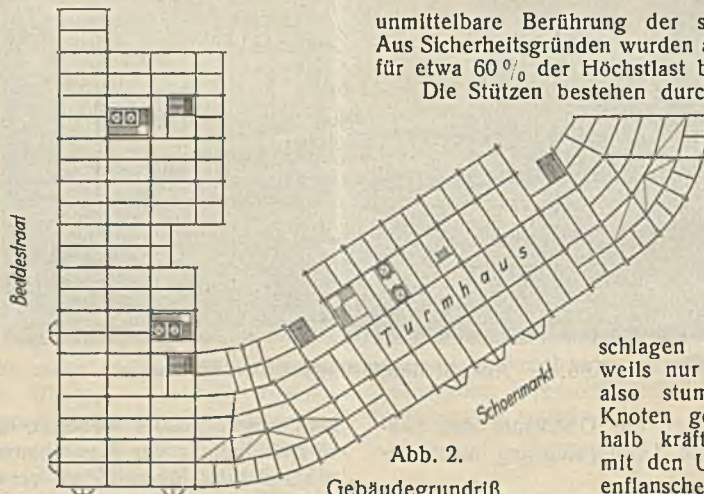 unmittelbare Berührung der s
Aus Sicherheitsgründen wurden a
für etwa 60 % der Höchstlast b
Die Stützen bestehen durc
Beddestraat
Turmhaus
Schoenmarkt
schlagen
weils nur
also stum
Knoten ge
halb kräft
mit den U
enflansche
Abb. 2.
Gebäudegrundriß